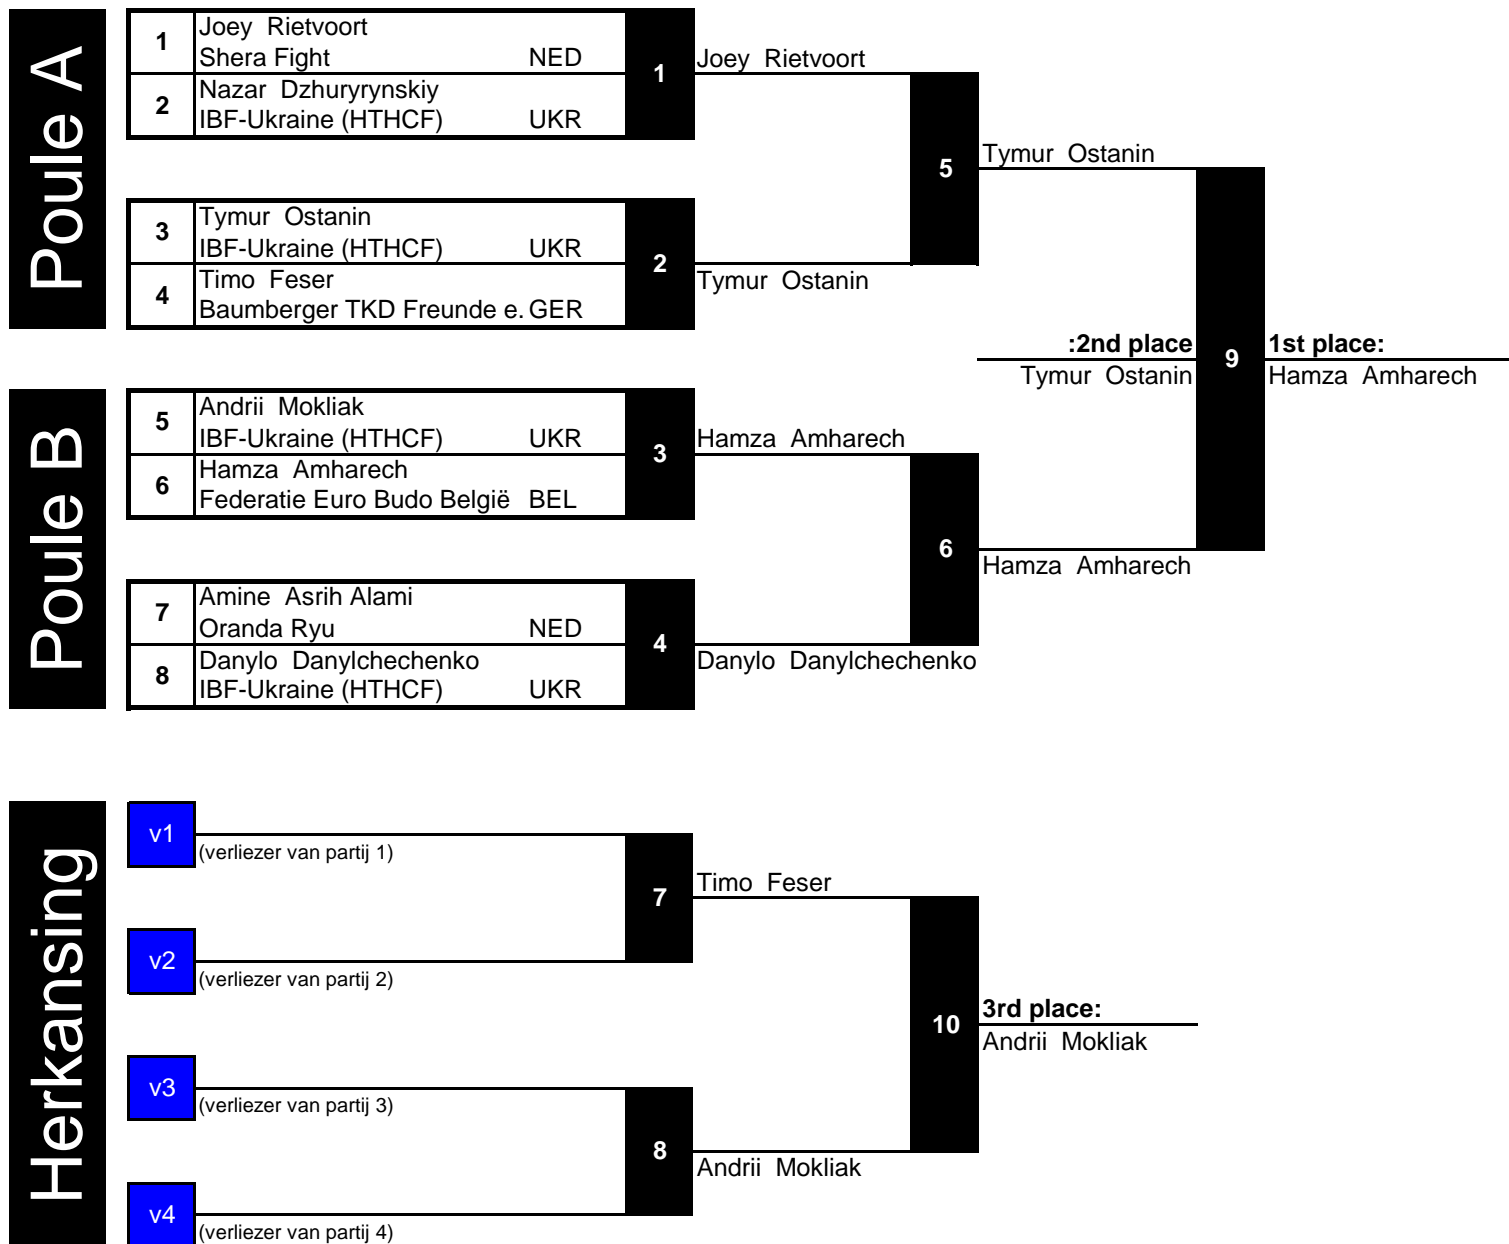 Poule A
1
Joey Rietvoort
Shera Fight NED
2
Nazar Dzhuryrynskiy
IBF-Ukraine (HTHCF) UKR
1
Joey Rietvoort
3
Tymur Ostanin
IBF-Ukraine (HTHCF) UKR
4
Timo Feser
Baumberger TKD Freunde e. GER
2
Tymur Ostanin
5
Tymur Ostanin
Poule B
5
Andrii Mokliak
IBF-Ukraine (HTHCF) UKR
6
Hamza Amharech
Federatie Euro Budo België BEL
3
Hamza Amharech
7
Amine Asrih Alami
Oranda Ryu NED
8
Danylo Danylchechenko
IBF-Ukraine (HTHCF) UKR
4
Danylo Danylchechenko
6
Hamza Amharech
:2nd place
Tymur Ostanin
9
1st place:
Hamza Amharech
Herkansing
v1
(verliezer van partij 1)
v2
(verliezer van partij 2)
7
Timo Feser
v3
(verliezer van partij 3)
v4
(verliezer van partij 4)
8
Andrii Mokliak
10
3rd place:
Andrii Mokliak